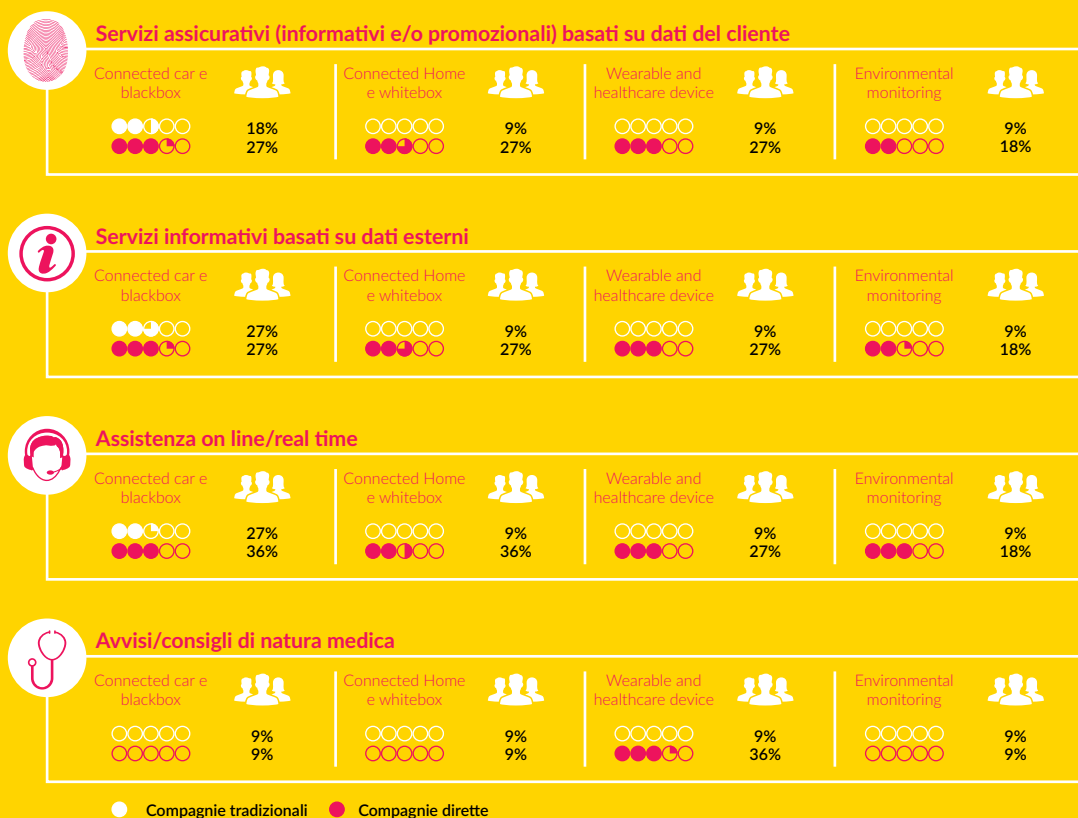 Servizi assicurativi (informativi e/o promozionali) basati su dati del cliente
Connected car e
blackbox
18%
27%
Connected Home
e whitebox
9%
27%
Wearable and
healthcare device
9%
27%
Environmental
monitoring
9%
18%
Servizi informativi basati su dati esterni
Connected car e
blackbox
27%
27%
Connected Home
e whitebox
9%
27%
Wearable and
healthcare device
9%
27%
Environmental
monitoring
9%
18%
Assistenza on line/real time
Connected car e
blackbox
27%
36%
Connected Home
e whitebox
9%
36%
Wearable and
healthcare device
9%
27%
Environmental
monitoring
9%
18%
Avvisi/consigli di natura medica
Connected car e
blackbox
9%
9%
Connected Home
e whitebox
9%
9%
Wearable and
healthcare device
9%
36%
Environmental
monitoring
9%
9%
Compagnie tradizionali Compagnie dirette